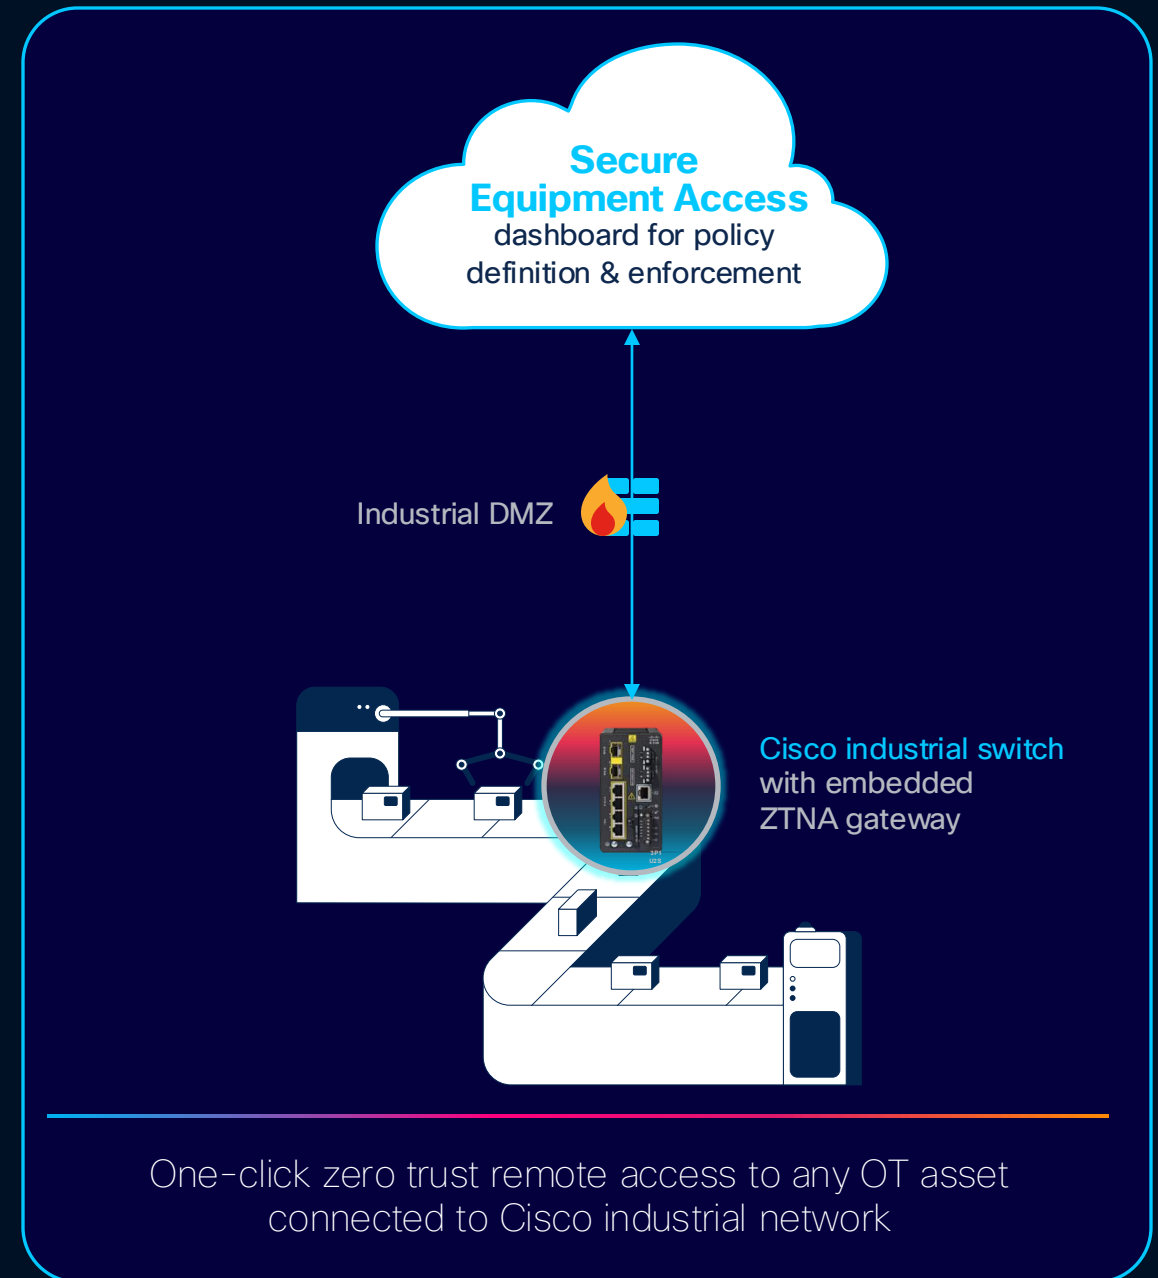 Secure
Equipment Access
dashboard for policy
definition & enforcement
Industrial DMZ
Cisco industrial switch
with embedded
ZTNA gateway
One-click zero trust remote access to any OT asset
connected to Cisco industrial network